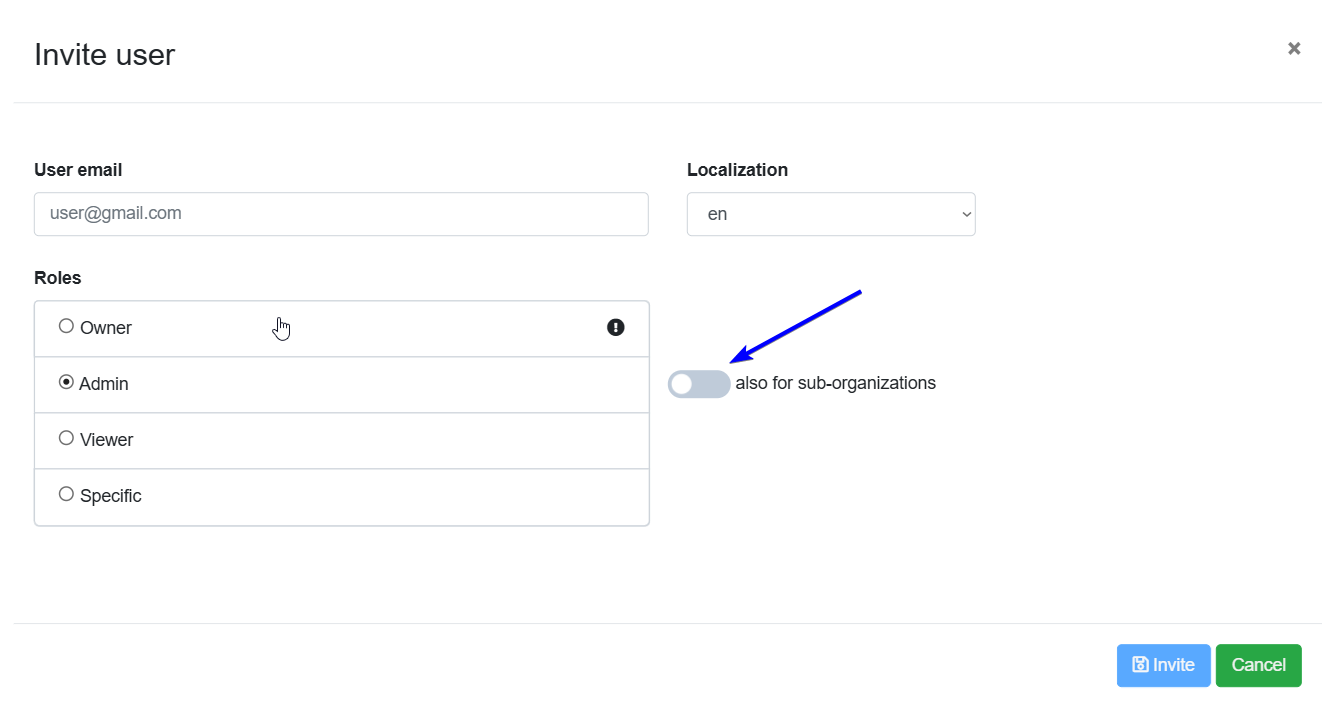 Invite user
×
User email
Localization
user@gmail.com
en
Roles
Owner
Admin
also for sub-organizations
Viewer
Specific
Invite
Cancel